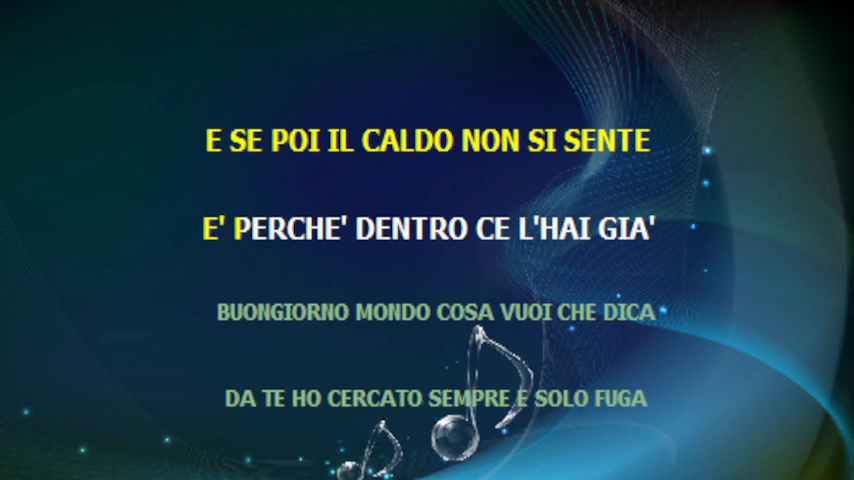 E SE POI IL CALDO NON SI SENTE
E' PERCHE' DENTRO CE L'HAI GIA'
BUONGIORNO MONDO COSA VUOI CHE DICA
DA TE HO CERCATO SEMPRE E SOLO FUGA